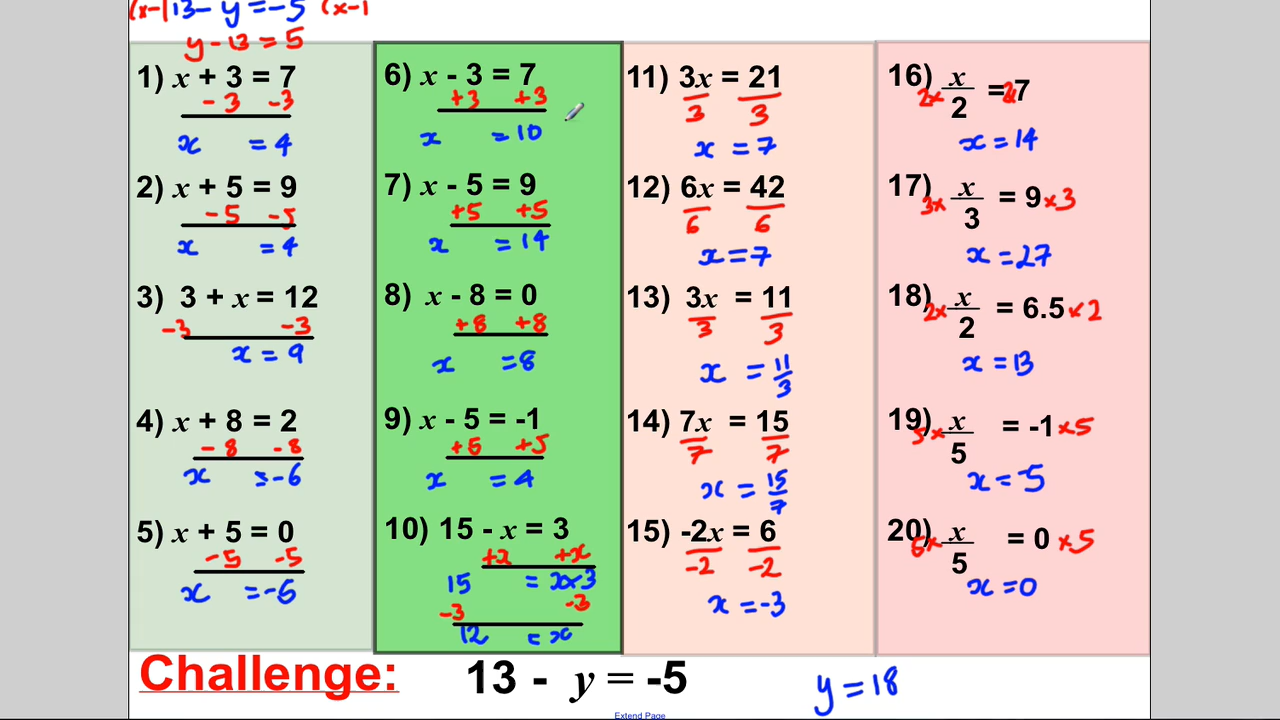 (x-1) 13 - y = -5 (x-1
y - 13 = 5
1) x + 3 = 7
-3 -3
x = 4
2) x + 5 = 9
-5 -5
x = 4
3) 3 + x = 12
-3 -3
x = 9
4) x + 8 = 2
-8 -8
x = -6
5) x + 5 = 0
-5 -5
x = -6
6) x - 3 = 7
+3 +3
x = 10
7) x - 5 = 9
+5 +5
x = 14
8) x - 8 = 0
+8 +8
x = 8
9) x - 5 = -1
+5 +5
x = 4
10) 15 - x = 3
+x +x
15 = x+3
-3 -3
12 = x
11) 3x = 21
3 3
x = 7
12) 6x = 42
6 6
x = 7
13) 3x = 11
3 3
x = 11/3
14) 7x = 15
7 7
x = 15/7
15) -2x = 6
-2 -2
x = -3
16) 2× x/2 = 7
x = 14
17) 3× x/3 = 9 ×3
x = 27
18) 2× x/2 = 6.5 ×2
x = 13
19) 5× x/5 = -1 ×5
x = -5
20) 5× x/5 = 0 ×5
x = 0
Challenge: 13 - y = -5 y = 18
Extend Page